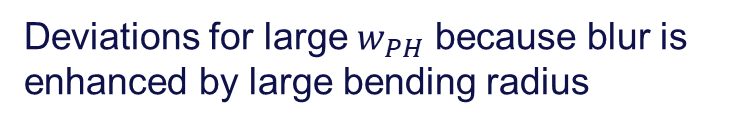 Deviations for large w_PH because blur is
enhanced by large bending radius